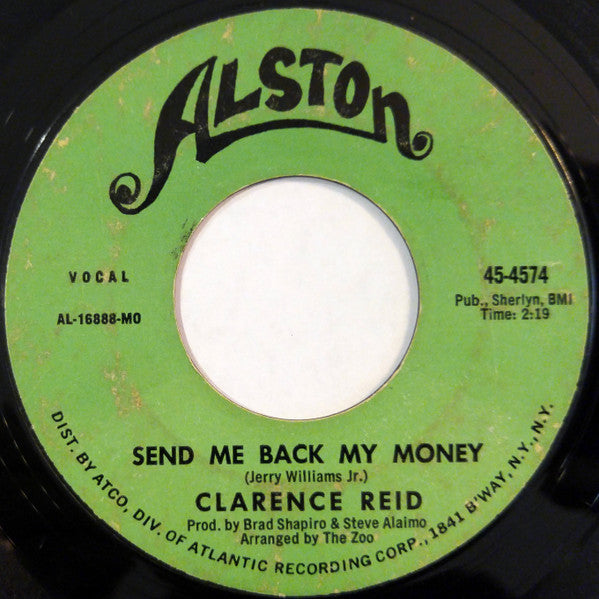 ALSTON
VOCAL
AL-16888-MO
45-4574
Pub., Sherlyn, BMI
Time: 2:19
SEND ME BACK MY MONEY
(Jerry Williams Jr.)
CLARENCE REID
Prod. by Brad Shapiro & Steve Alaimo
Arranged by The Zoo
DIST. BY ATCO, DIV. OF ATLANTIC RECORDING CORP., 1841 B'WAY, N.Y., N.Y.